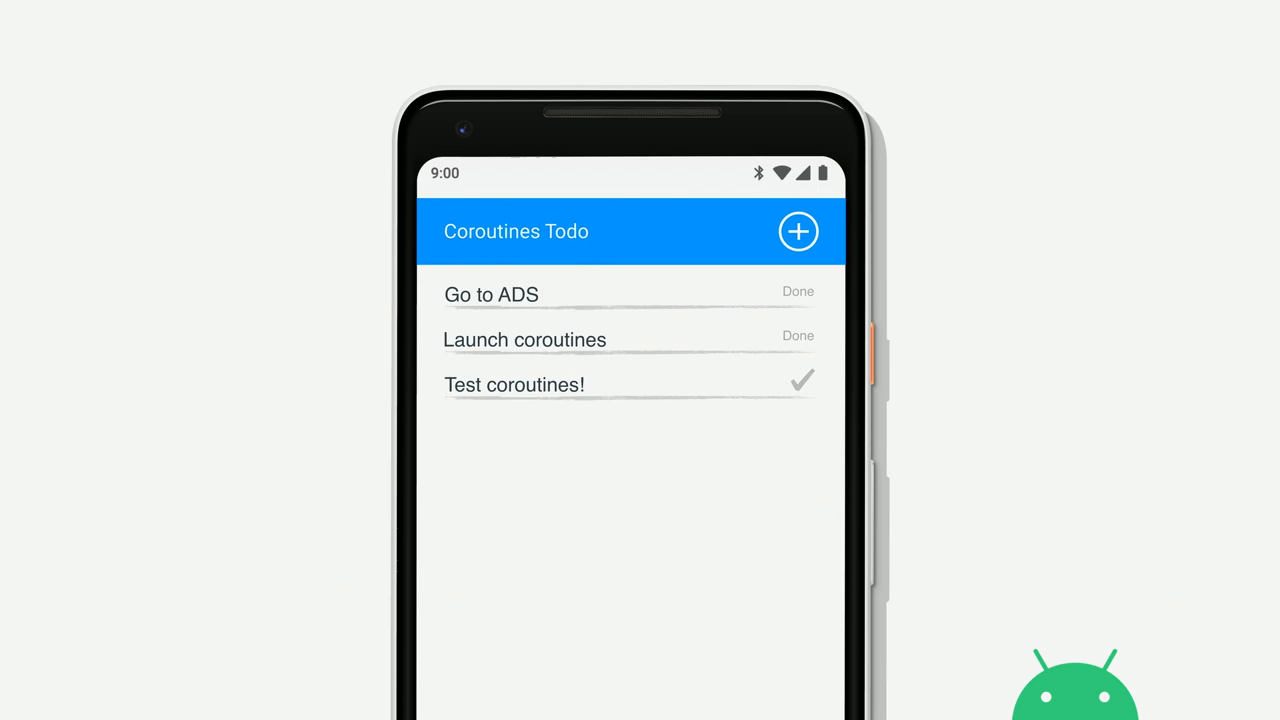 9:00
Coroutines Todo
Go to ADS Done
Launch coroutines Done
Test coroutines!